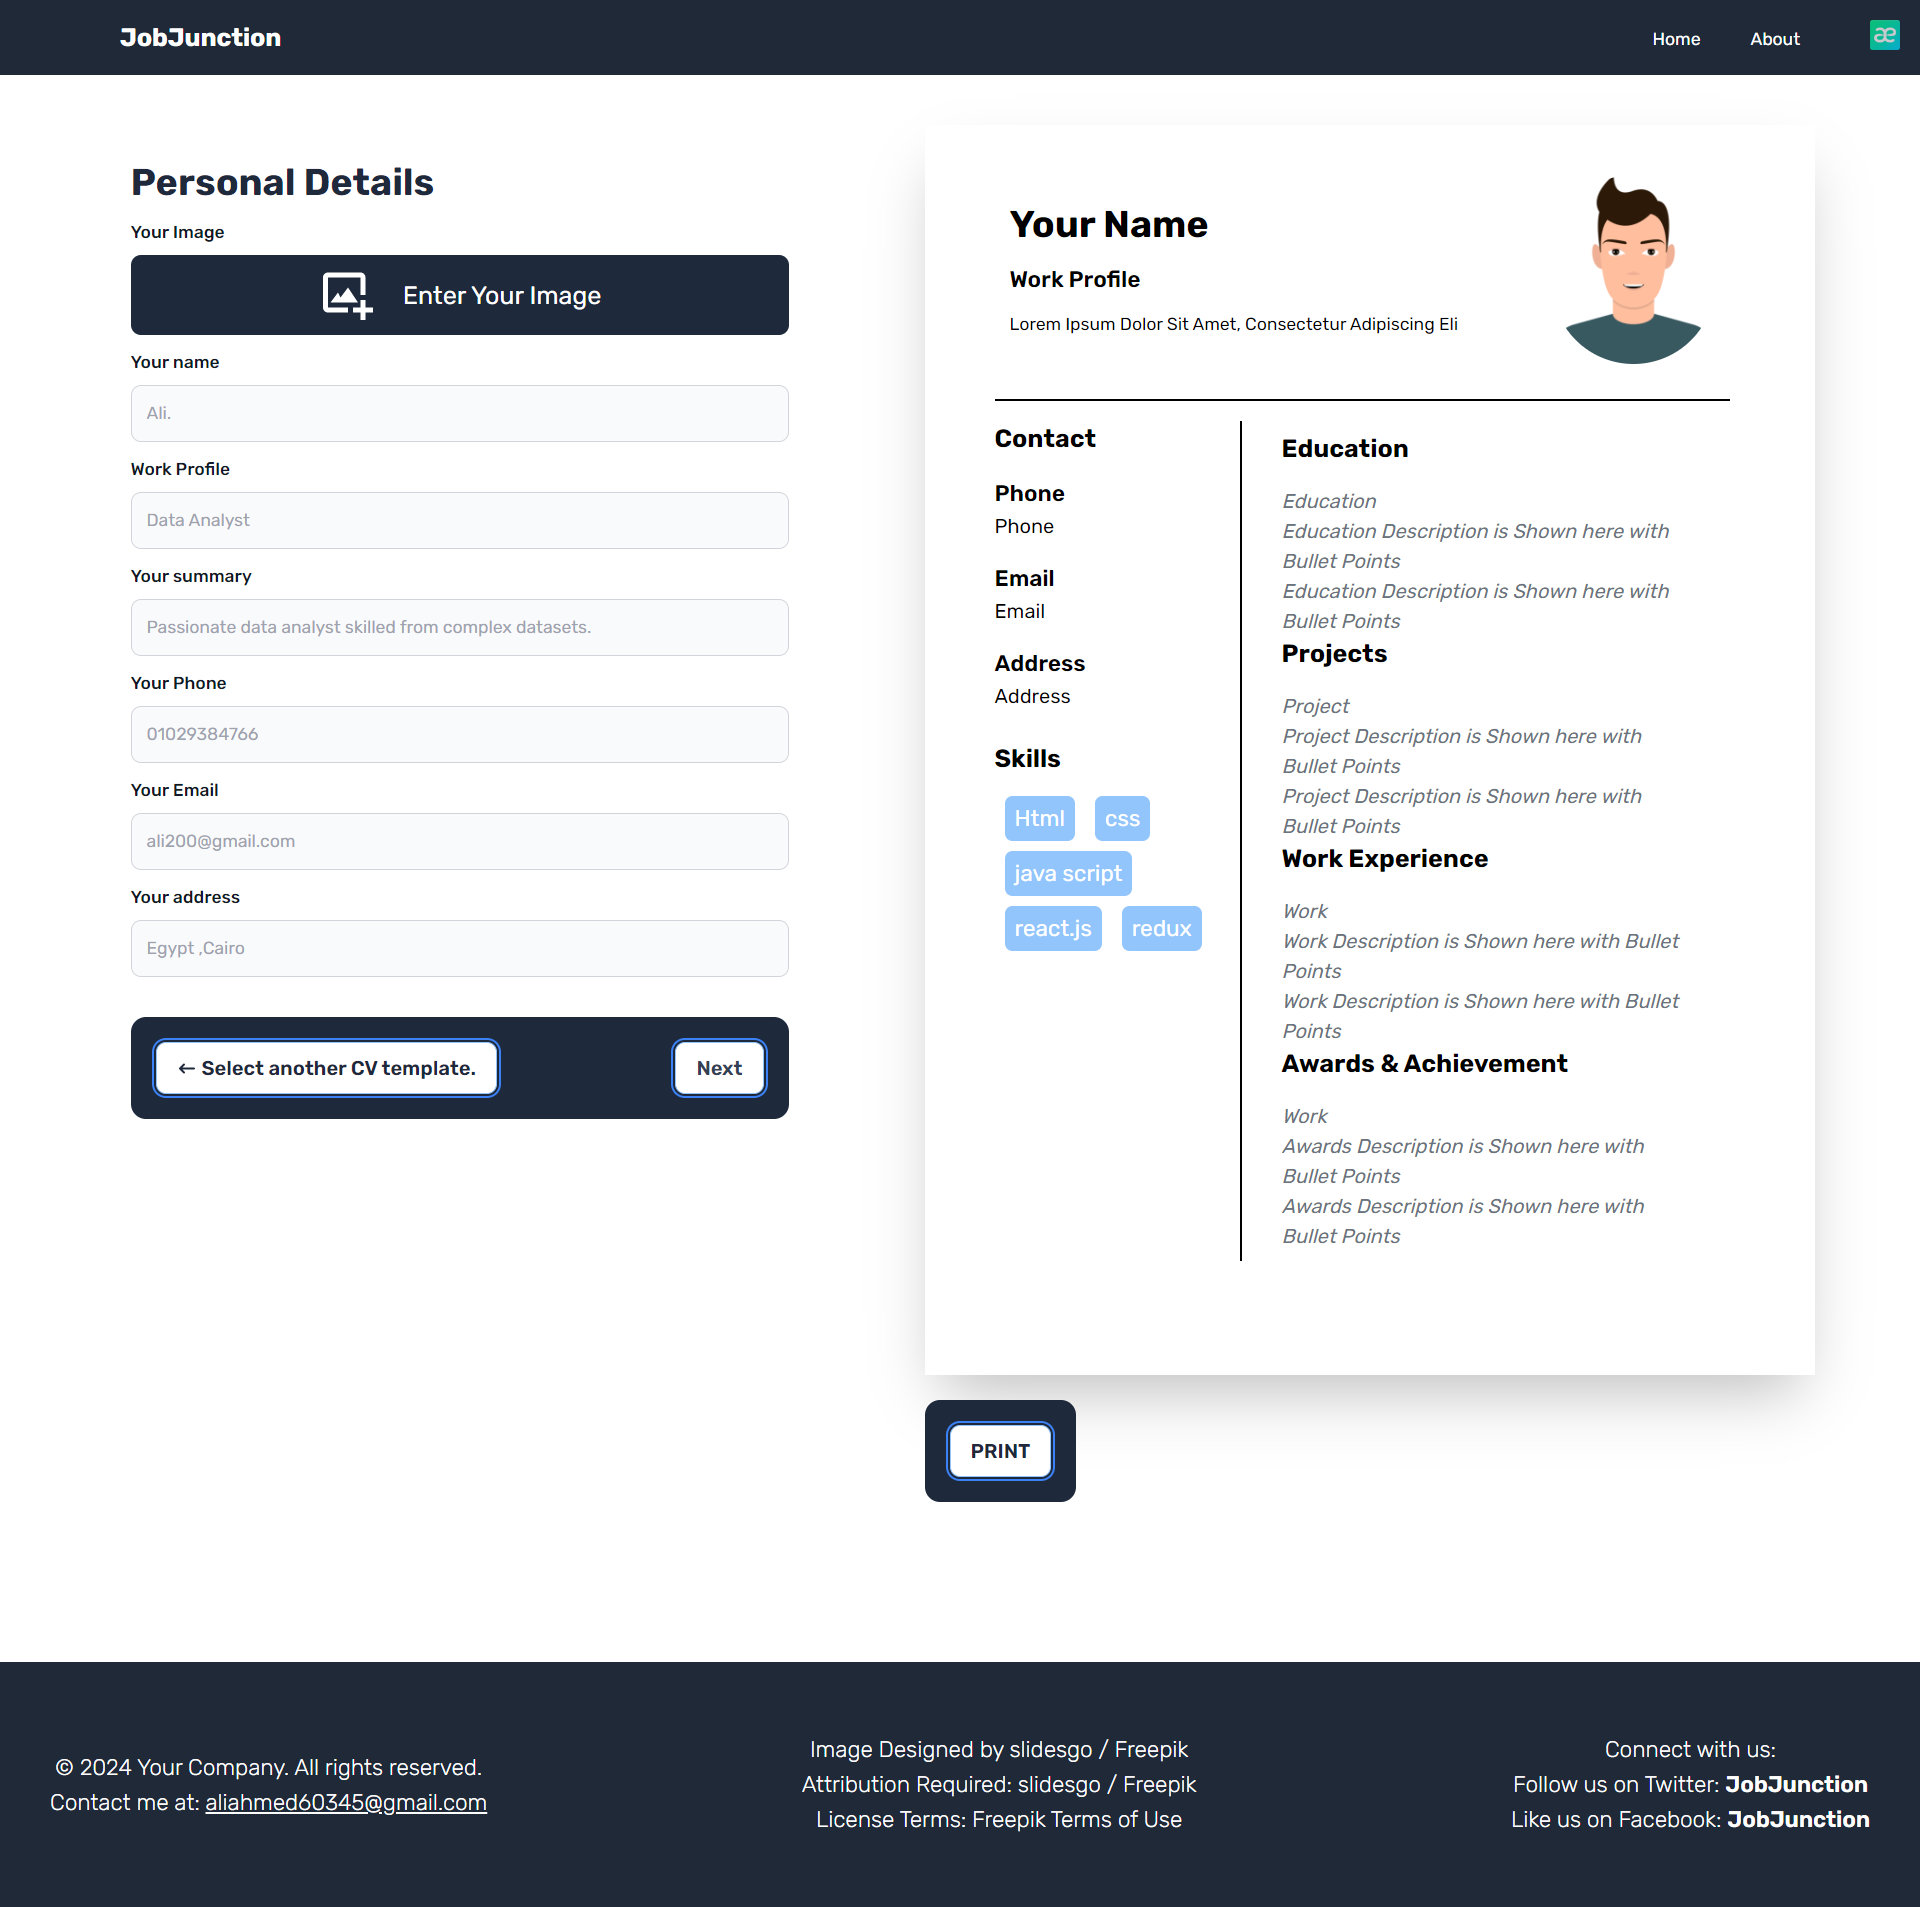 JobJunction
Home
About
æ
Personal Details
Your Image
Enter Your Image
Your name
Ali.
Work Profile
Data Analyst
Your summary
Passionate data analyst skilled from complex datasets.
Your Phone
01029384766
Your Email
ali200@gmail.com
Your address
Egypt ,Cairo
← Select another CV template.
Next
Your Name
Work Profile
Lorem Ipsum Dolor Sit Amet, Consectetur Adipiscing Eli
Contact
Phone
Phone
Email
Email
Address
Address
Skills
Html
css
java script
react.js
redux
Education
Education
Education Description is Shown here with
Bullet Points
Education Description is Shown here with
Bullet Points
Projects
Project
Project Description is Shown here with
Bullet Points
Project Description is Shown here with
Bullet Points
Work Experience
Work
Work Description is Shown here with Bullet
Points
Work Description is Shown here with Bullet
Points
Awards & Achievement
Work
Awards Description is Shown here with
Bullet Points
Awards Description is Shown here with
Bullet Points
PRINT
© 2024 Your Company. All rights reserved.
Contact me at: aliahmed60345@gmail.com
Image Designed by slidesgo / Freepik
Attribution Required: slidesgo / Freepik
License Terms: Freepik Terms of Use
Connect with us:
Follow us on Twitter: JobJunction
Like us on Facebook: JobJunction